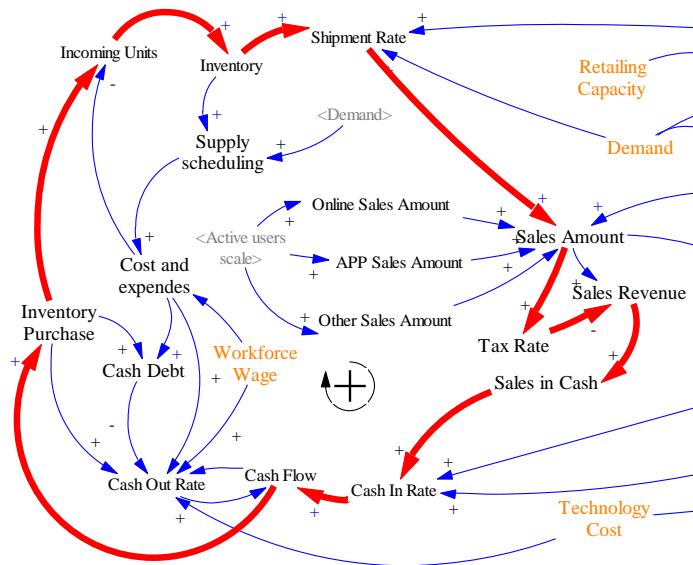 Incoming Units
Inventory
Shipment Rate
Retailing
Capacity
<Demand>
Demand
Supply
scheduling
Online Sales Amount
<Active users
scale>
APP Sales Amount
Sales Amount
Cost and
expendes
Other Sales Amount
Sales Revenue
Inventory
Purchase
Tax Rate
Cash Debt
Workforce
Wage
Sales in Cash
Cash Out Rate
Cash Flow
Cash In Rate
Technology
Cost